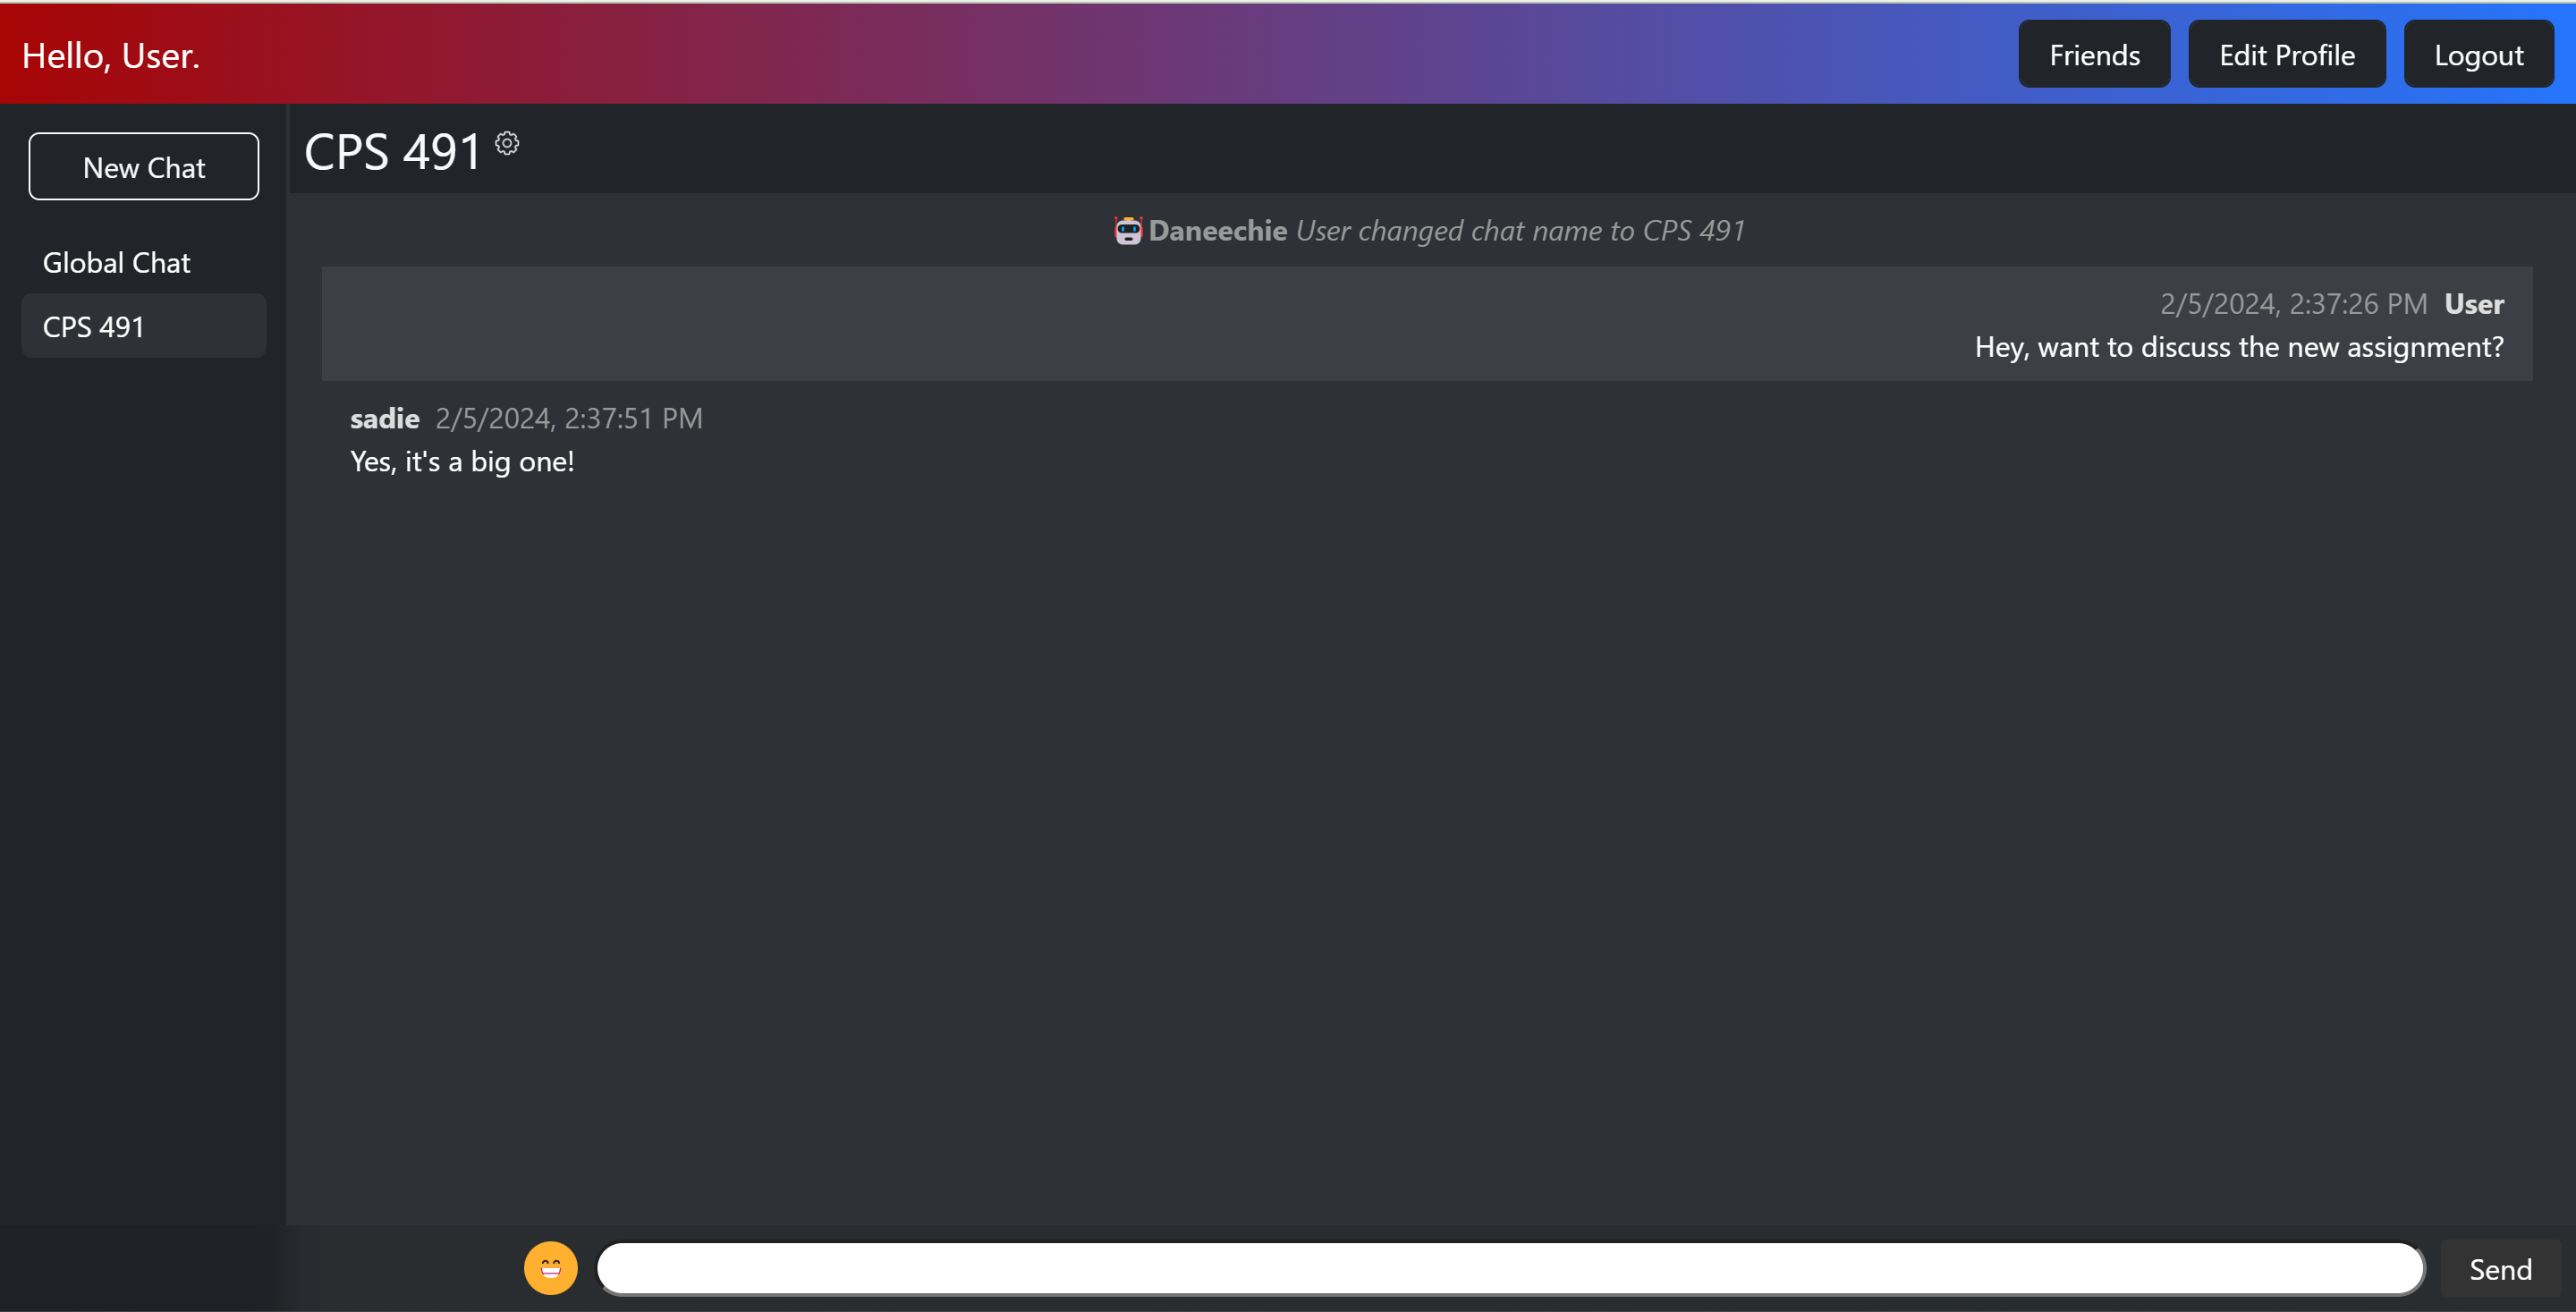 Hello, User.
Friends
Edit Profile
Logout
New Chat
Global Chat
CPS 491
CPS 491
Daneechie User changed chat name to CPS 491
2/5/2024, 2:37:26 PM User
Hey, want to discuss the new assignment?
sadie 2/5/2024, 2:37:51 PM
Yes, it's a big one!
Send